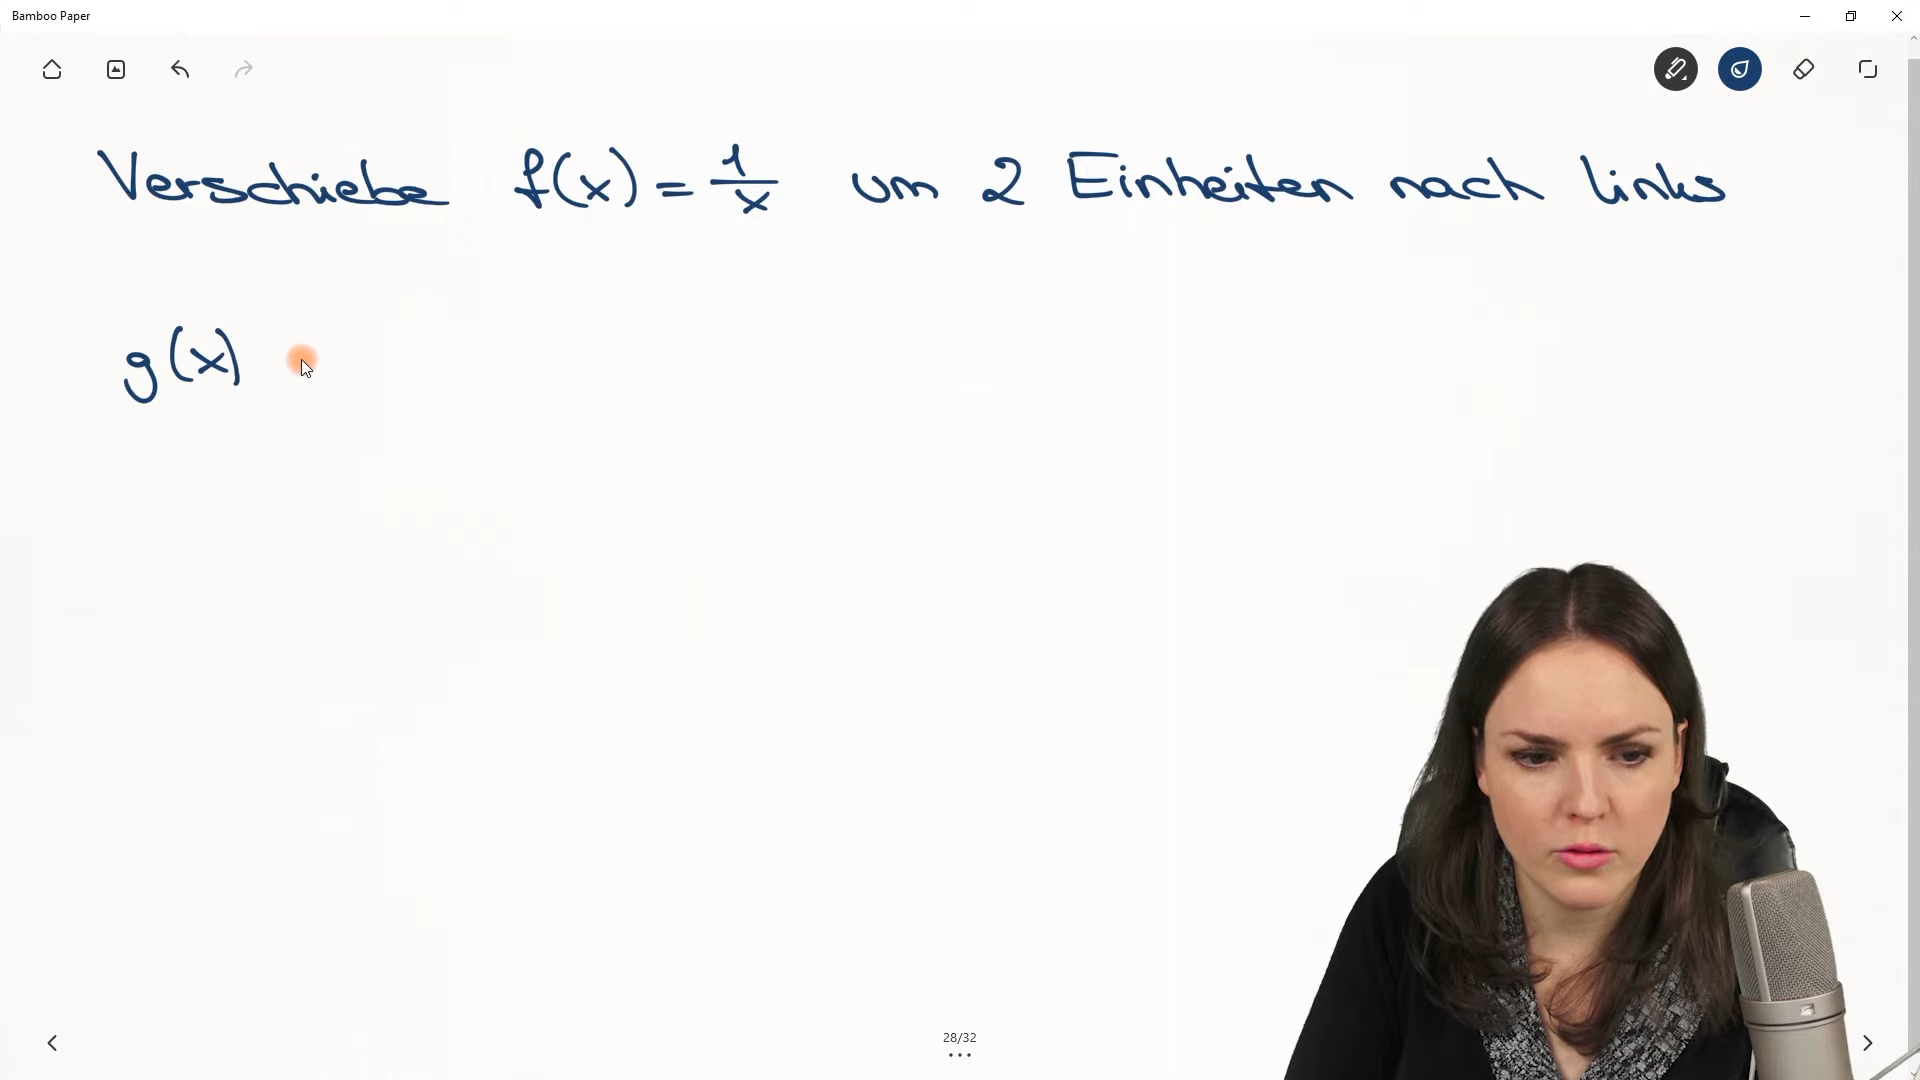 Bamboo Paper
Verschiebe f(x) = 1/x um 2 Einheiten nach links
g(x)
28/32